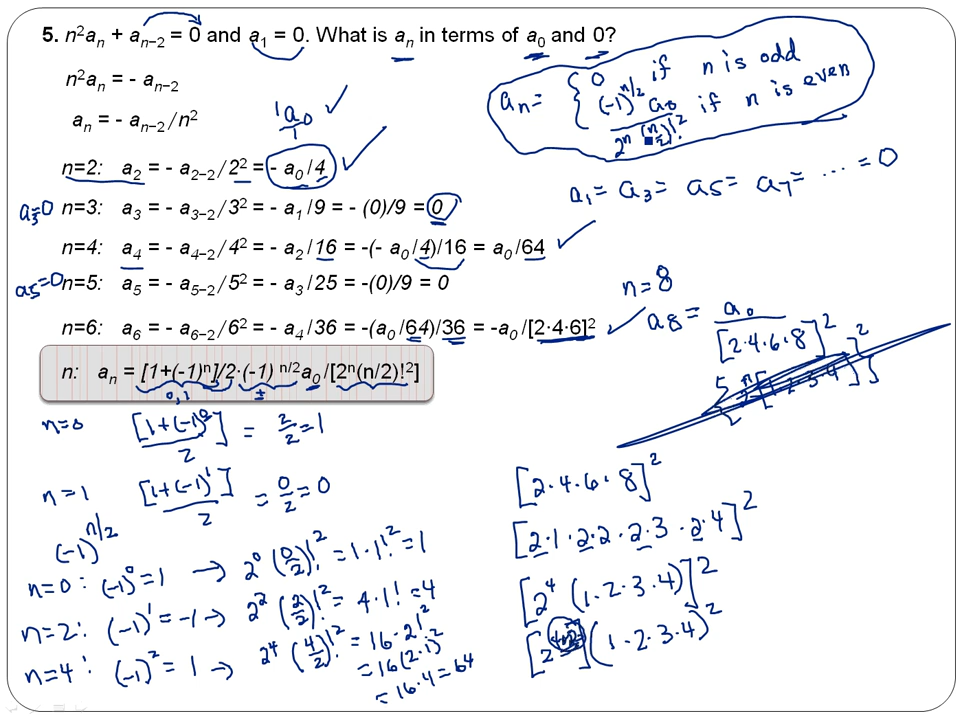 5. n²aₙ + aₙ₋₂ = 0 and a₁ = 0. What is aₙ in terms of a₀ and 0?
n²aₙ = - aₙ₋₂
aₙ = - aₙ₋₂/n²
1a₀/1 ✓
aₙ = { 0 if n is odd
(-1)^(n/2) a₀ / 2ⁿ (n/2)!² if n is even
n=2: a₂ = - a₂₋₂/2² = - a₀/4 ✓
a₁ = a₃ = a₅ = a₇ = ... = 0
a₃=0 n=3: a₃ = - a₃₋₂/3² = - a₁/9 = - (0)/9 = 0
n=4: a₄ = - a₄₋₂/4² = - a₂/16 = -(- a₀/4)/16 = a₀/64 ✓
a₅=0 n=5: a₅ = - a₅₋₂/5² = - a₃/25 = -(0)/9 = 0
n=6: a₆ = - a₆₋₂/6² = - a₄/36 = -(a₀/64)/36 = -a₀/[2·4·6]² ✓
n=8
a₈ = a₀/[2·4·6·8]²
n: aₙ = [1+(-1)ⁿ]/2·(-1) ^(n/2)a₀/[2ⁿ(n/2)!²]
0,1 ±
n=0 [1+(-1)⁰]/2 = 2/2 = 1
n=1 [1+(-1)¹]/2 = 0/2 = 0
(-1)^(n/2)
n=0: (-1)⁰ = 1 → 2⁰ (0/2)!² = 1·1!² = 1
n=2: (-1)¹ = -1 → 2² (2/2)!² = 4·1! = 4
n=4: (-1)² = 1 → 2⁴ (4/2)!² = 16·2!²
= 16(2·1)²
= 16·4 = 64
[2·4·6·8]²
[2·1·2·2·2·3·2·4]²
[2⁴ (1·2·3·4)]²
[2 ](1·2·3·4)²